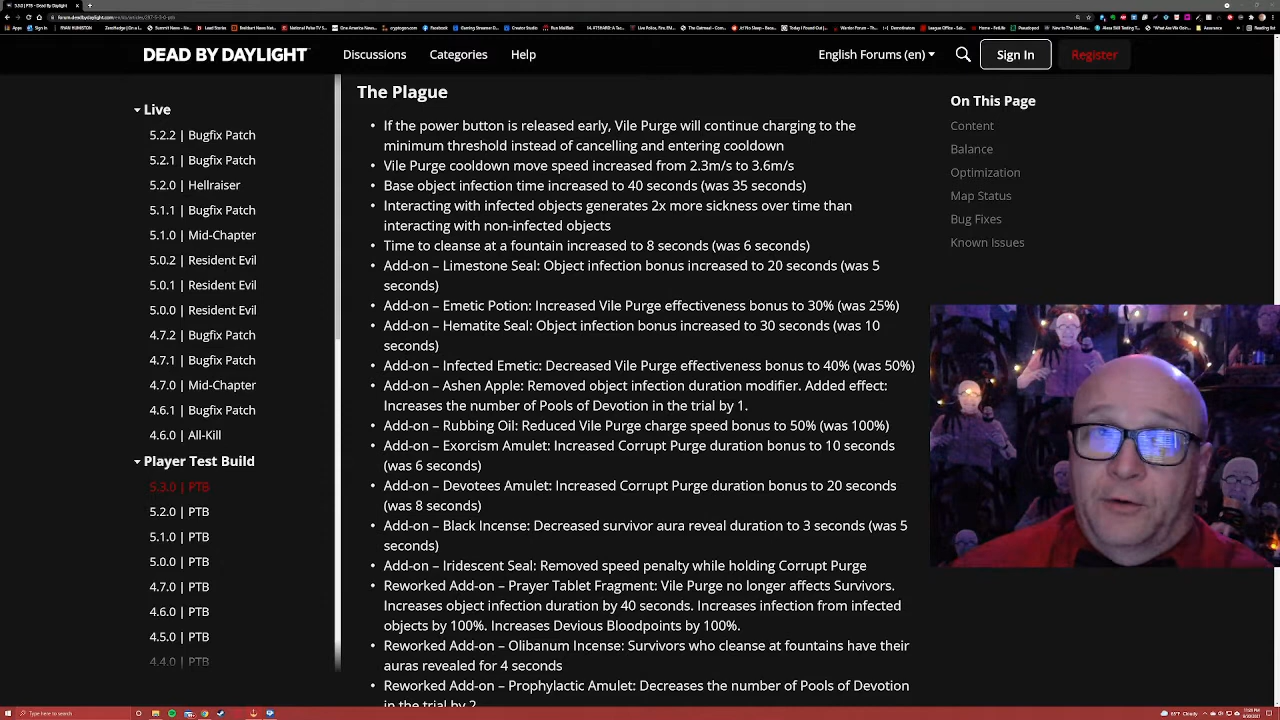 5.3.0 | PTB - Dead By Daylight
DEAD BY DAYLIGHT
Discussions
Categories
Help
English Forums (en)
Sign In
Register
Live
5.2.2 | Bugfix Patch
5.2.1 | Bugfix Patch
5.2.0 | Hellraiser
5.1.1 | Bugfix Patch
5.1.0 | Mid-Chapter
5.0.2 | Resident Evil
5.0.1 | Resident Evil
5.0.0 | Resident Evil
4.7.2 | Bugfix Patch
4.7.1 | Bugfix Patch
4.7.0 | Mid-Chapter
4.6.1 | Bugfix Patch
4.6.0 | All-Kill
Player Test Build
5.3.0 | PTB
5.2.0 | PTB
5.1.0 | PTB
5.0.0 | PTB
4.7.0 | PTB
4.6.0 | PTB
4.5.0 | PTB
4.4.0 | PTB
The Plague
• If the power button is released early, Vile Purge will continue charging to the
minimum threshold instead of cancelling and entering cooldown
• Vile Purge cooldown move speed increased from 2.3m/s to 3.6m/s
• Base object infection time increased to 40 seconds (was 35 seconds)
• Interacting with infected objects generates 2x more sickness over time than
interacting with non-infected objects
• Time to cleanse at a fountain increased to 8 seconds (was 6 seconds)
• Add-on – Limestone Seal: Object infection bonus increased to 20 seconds (was 5
seconds)
• Add-on – Emetic Potion: Increased Vile Purge effectiveness bonus to 30% (was 25%)
• Add-on – Hematite Seal: Object infection bonus increased to 30 seconds (was 10
seconds)
• Add-on – Infected Emetic: Decreased Vile Purge effectiveness bonus to 40% (was 50%)
• Add-on – Ashen Apple: Removed object infection duration modifier. Added effect:
Increases the number of Pools of Devotion in the trial by 1.
• Add-on – Rubbing Oil: Reduced Vile Purge charge speed bonus to 50% (was 100%)
• Add-on – Exorcism Amulet: Increased Corrupt Purge duration bonus to 10 seconds
(was 6 seconds)
• Add-on – Devotees Amulet: Increased Corrupt Purge duration bonus to 20 seconds
(was 8 seconds)
• Add-on – Black Incense: Decreased survivor aura reveal duration to 3 seconds (was 5
seconds)
• Add-on – Iridescent Seal: Removed speed penalty while holding Corrupt Purge
• Reworked Add-on – Prayer Tablet Fragment: Vile Purge no longer affects Survivors.
Increases object infection duration by 40 seconds. Increases infection from infected
objects by 100%. Increases Devious Bloodpoints by 100%.
• Reworked Add-on – Olibanum Incense: Survivors who cleanse at fountains have their
auras revealed for 4 seconds
• Reworked Add-on – Prophylactic Amulet: Decreases the number of Pools of Devotion
in the trial by 2
On This Page
Content
Balance
Optimization
Map Status
Bug Fixes
Known Issues
Type here to search